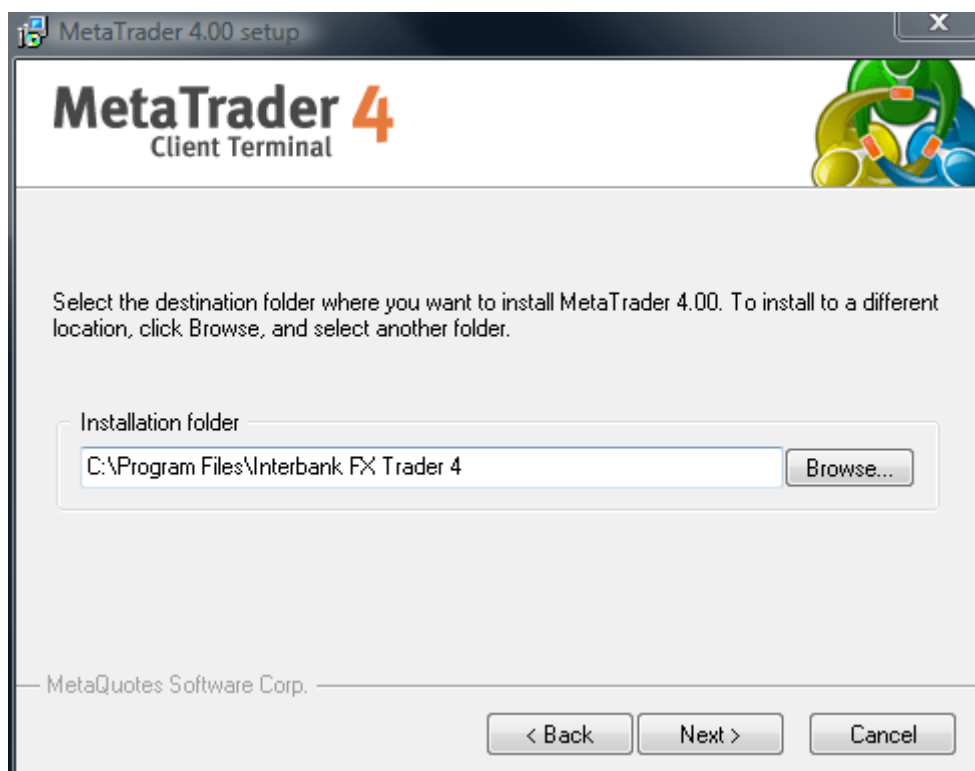 MetaTrader 4.00 setup
X
MetaTrader 4
Client Terminal
Select the destination folder where you want to install MetaTrader 4.00. To install to a different
location, click Browse, and select another folder.
Installation folder
C:\Program Files\Interbank FX Trader 4
Browse...
MetaQuotes Software Corp.
< Back
Next >
Cancel